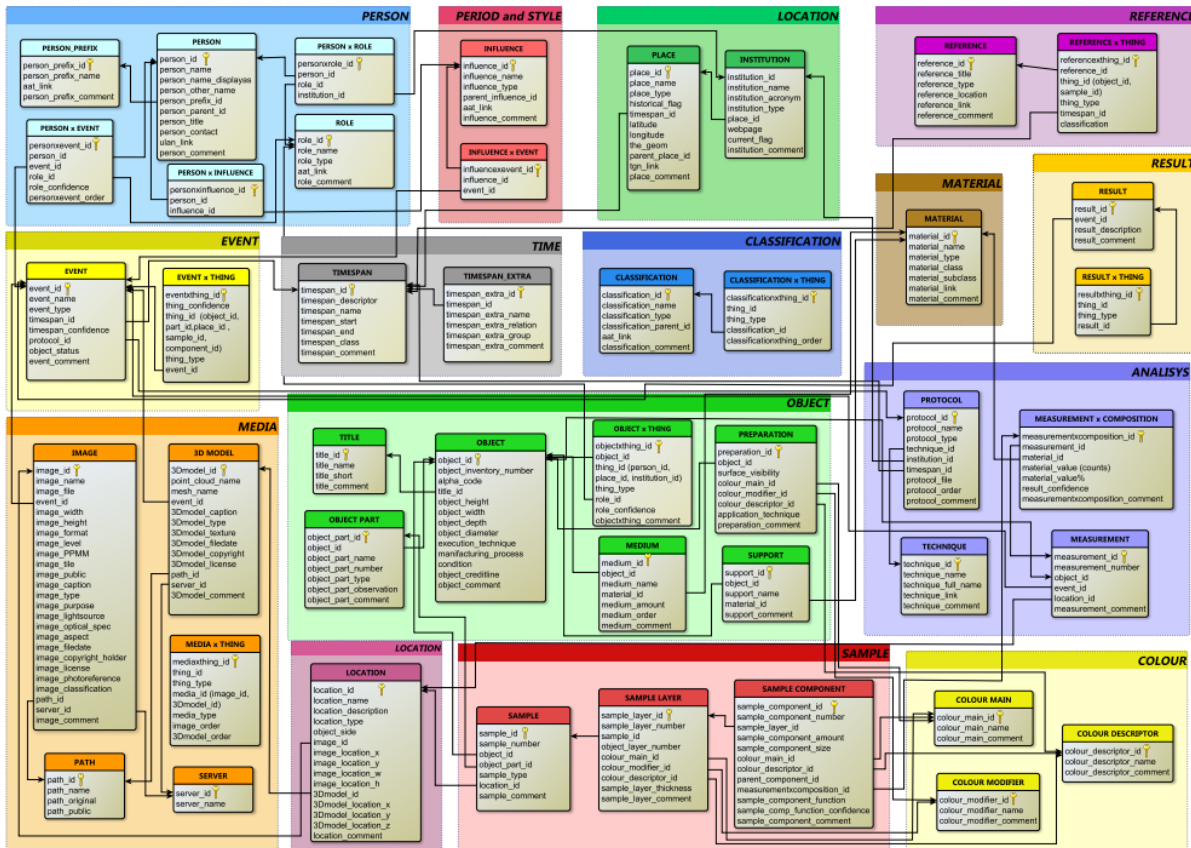 PERSON
PERSON_PREFIX
person_prefix_id
person_prefix_name
aat_link
person_prefix_comment
PERSON
person_id
person_name
person_name_displayas
person_other_name
person_prefix_id
person_parent_id
person_title
person_contact
ulan_link
person_comment
PERSON x ROLE
personxrole_id
person_id
role_id
institution_id
PERSON x EVENT
personxevent_id
person_id
event_id
role_id
role_confidence
personxevent_order
PERSON x INFLUENCE
personxinfluence_id
person_id
influence_id
ROLE
role_id
role_name
role_type
aat_link
role_comment
PERIOD and STYLE
INFLUENCE
influence_id
influence_name
influence_type
parent_influence_id
aat_link
influence_comment
INFLUENCE x EVENT
influencexevent_id
influence_id
event_id
LOCATION
PLACE
place_id
place_name
place_type
historical_flag
timespan_id
latitude
longitude
the_geom
parent_place_id
tgn_link
place_comment
INSTITUTION
institution_id
institution_name
institution_acronym
institution_type
place_id
webpage
current_flag
institution_comment
REFERENCE
REFERENCE
reference_id
reference_title
reference_type
reference_location
reference_link
reference_comment
REFERENCE x THING
referencexthing_id
reference_id
thing_id (object_id,
sample_id)
thing_type
timespan_id
classification
RESULT
RESULT
result_id
event_id
result_description
result_comment
RESULT x THING
resultxthing_id
thing_id
thing_type
result_id
MATERIAL
MATERIAL
material_id
material_name
material_type
material_class
material_subclass
material_link
material_comment
EVENT
EVENT
event_id
event_name
event_type
timespan_id
timespan_confidence
protocol_id
object_status
event_comment
EVENT x THING
eventxthing_id
thing_confidence
thing_id (object_id,
part_id,place_id ,
sample_id,
component_id)
thing_type
event_id
TIME
TIMESPAN
timespan_id
timespan_descriptor
timespan_name
timespan_start
timespan_end
timespan_class
timespan_comment
TIMESPAN_EXTRA
timespan_extra_id
timespan_id
timespan_extra_name
timespan_extra_relation
timespan_extra_group
timespan_extra_comment
CLASSIFICATION
CLASSIFICATION
classification_id
classification_name
classification_type
classification_parent_id
aat_link
classification_comment
CLASSIFICATION x THING
classificationxthing_id
thing_id
thing_type
classification_id
classificationxthing_order
ANALISYS
PROTOCOL
protocol_id
protocol_name
protocol_type
technique_id
institution_id
timespan_id
protocol_file
protocol_order
protocol_comment
MEASUREMENT x COMPOSITION
measurementxcomposition_id
measurement_id
material_id
material_value (counts)
material_value%
result_confidence
measurementxcomposition_comment
TECHNIQUE
technique_id
technique_name
technique_full_name
technique_link
technique_comment
MEASUREMENT
measurement_id
measurement_number
object_id
event_id
location_id
measurement_comment
OBJECT
TITLE
title_id
title_name
title_short
title_comment
OBJECT
object_id
object_inventory_number
alpha_code
title_id
object_height
object_width
object_depth
object_diameter
execution_technique
manifacturing_process
condition
object_creditline
object_comment
OBJECT x THING
objectxthing_id
object_id
thing_id (person_id,
place_id, institution_id)
thing_type
role_id
role_confidence
objectxthing_comment
PREPARATION
preparation_id
object_id
surface_visibility
colour_main_id
colour_modifier_id
colour_descriptor_id
application_technique
preparation_comment
OBJECT PART
object_part_id
object_id
object_part_name
object_part_number
object_part_type
object_part_observation
object_part_comment
MEDIUM
medium_id
object_id
medium_name
material_id
medium_amount
medium_order
medium_comment
SUPPORT
support_id
object_id
support_name
material_id
support_comment
MEDIA
IMAGE
image_id
image_name
image_file
event_id
image_width
image_height
image_format
image_level
image_PPMM
image_tile
image_public
image_caption
image_type
image_purpose
image_lightsource
image_optical_spec
image_aspect
image_filedate
image_copyright_holder
image_license
image_photoreference
image_classification
path_id
server_id
image_comment
3D MODEL
3Dmodel_id
point_cloud_name
mesh_name
event_id
3Dmodel_caption
3Dmodel_type
3Dmodel_texture
3Dmodel_filedate
3Dmodel_copyright
3Dmodel_license
path_id
server_id
3Dmodel_comment
MEDIA x THING
mediaxthing_id
thing_id
thing_type
media_id (image_id,
3Dmodel_id)
media_type
image_order
3Dmodel_order
PATH
path_id
path_name
path_original
path_public
SERVER
server_id
server_name
LOCATION
LOCATION
location_id
location_name
location_description
location_type
object_side
image_id
image_location_x
image_location_y
image_location_w
image_location_h
3Dmodel_id
3Dmodel_location_x
3Dmodel_location_y
3Dmodel_location_z
location_comment
SAMPLE
SAMPLE
sample_id
sample_number
object_id
object_part_id
sample_type
location_id
sample_comment
SAMPLE LAYER
sample_layer_id
sample_layer_number
sample_id
object_layer_number
colour_main_id
colour_modifier_id
colour_descriptor_id
sample_layer_thickness
sample_layer_comment
SAMPLE COMPONENT
sample_component_id
sample_component_number
sample_layer_id
sample_component_amount
sample_component_size
colour_main_id
colour_descriptor_id
parent_component_id
measurementxcomposition_id
sample_component_function
sample_comp_function_confidence
sample_component_comment
COLOUR
COLOUR MAIN
colour_main_id
colour_main_name
colour_main_comment
COLOUR DESCRIPTOR
colour_descriptor_id
colour_descriptor_name
colour_descriptor_comment
COLOUR MODIFIER
colour_modifier_id
colour_modifier_name
colour_modifier_comment